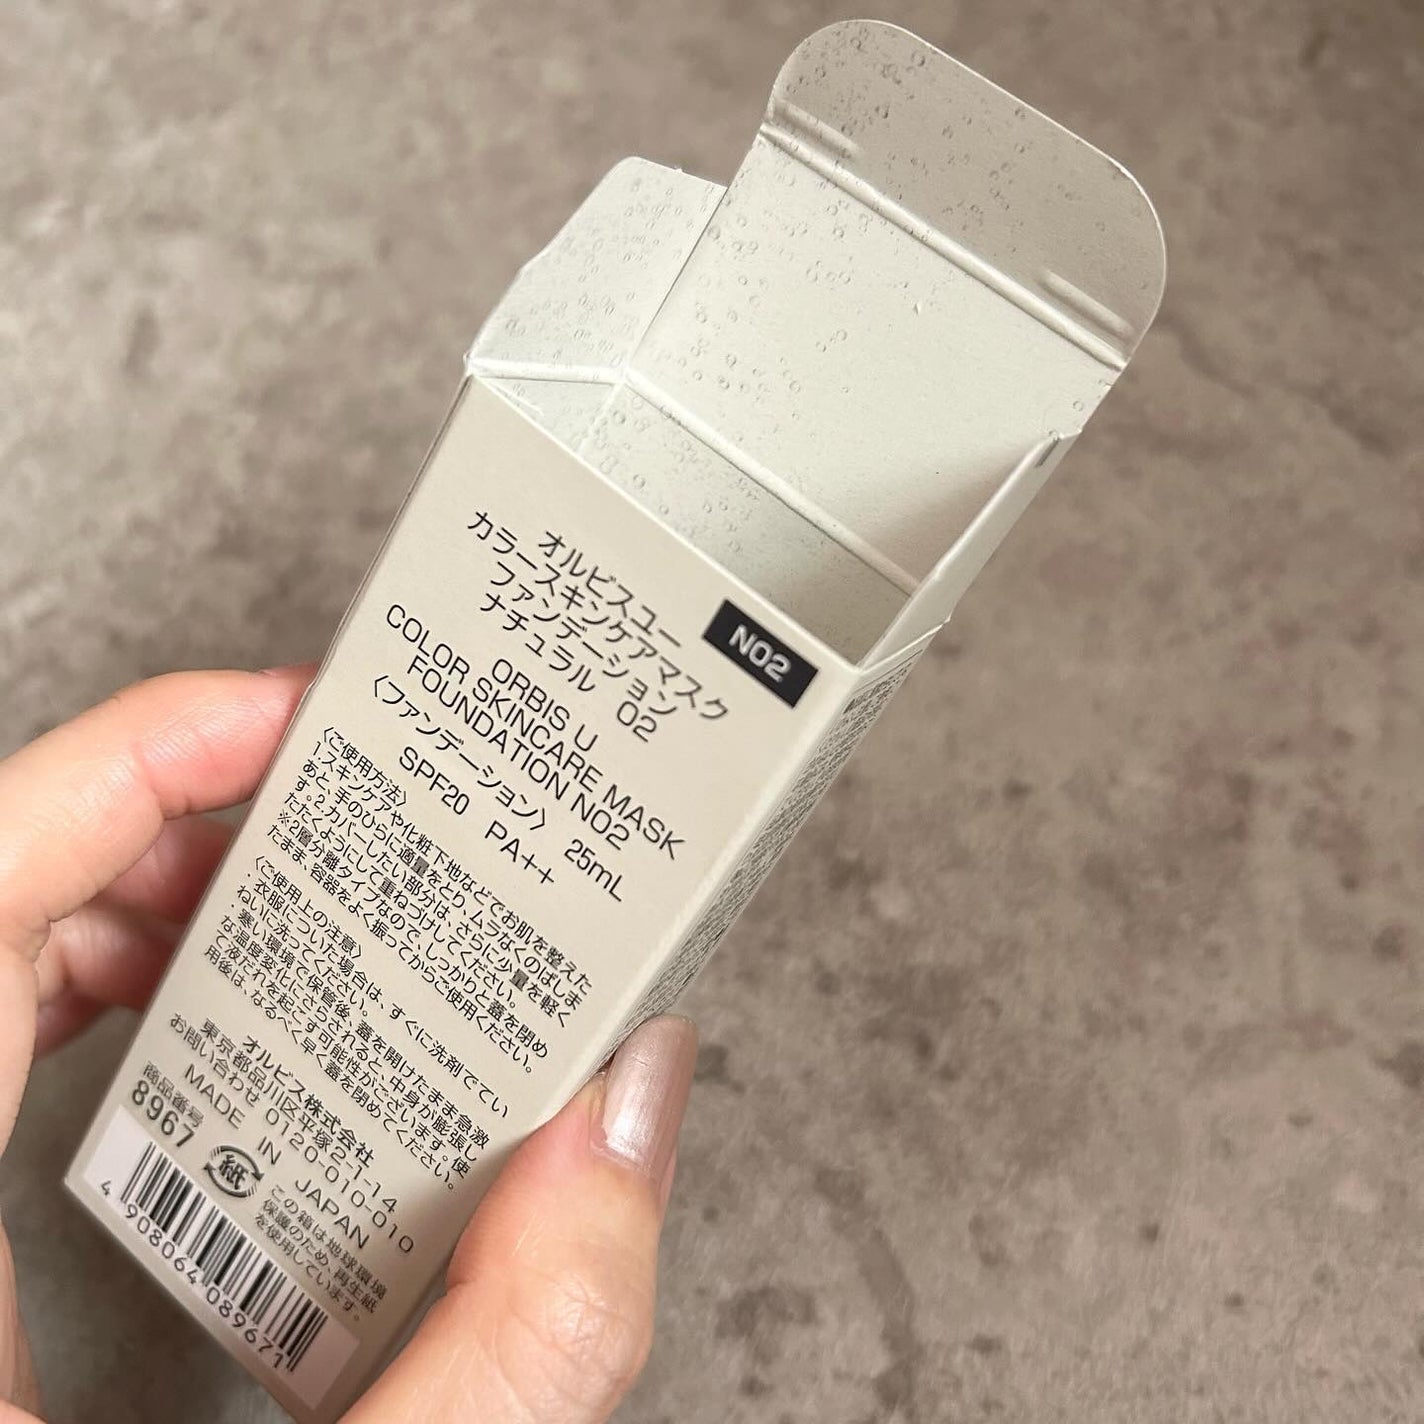 N02
オルビスユー
カラースキンケアマスク
ファンデーション
ナチュラル 02
ORBIS U
COLOR SKINCARE MASK
FOUNDATION N02
〈ファンデーション〉 25mL
SPF20 PA++
〈ご使用方法〉
1.スキンケアや化粧下地などでお肌を整えた
あと、手のひらに適量をとり、ムラなくのばしま
す。2.カバーしたい部分は、さらに少量を軽く
たたくようにして重ねづけしてください。
※2層分離タイプなので、しっかりと蓋を閉め
たまま、容器をよく振ってからご使用ください。
〈ご使用上の注意〉
・衣服についた場合は、すぐに洗剤でてい
ねいに洗ってください。
・寒い環境で保管後、蓋を開けたまま急激
な温度変化にさらされると、中身が膨張し
て液だれを起こす可能性がございます。使
用後は、なるべく早く蓋を閉めてください。
オルビス株式会社
東京都品川区平塚2-1-14
お問い合わせ 0120-010-010
MADE IN JAPAN
商品番号
8967
紙
この箱は地球環境
保護のため、再生紙
を使用しています。
4 908064 089671